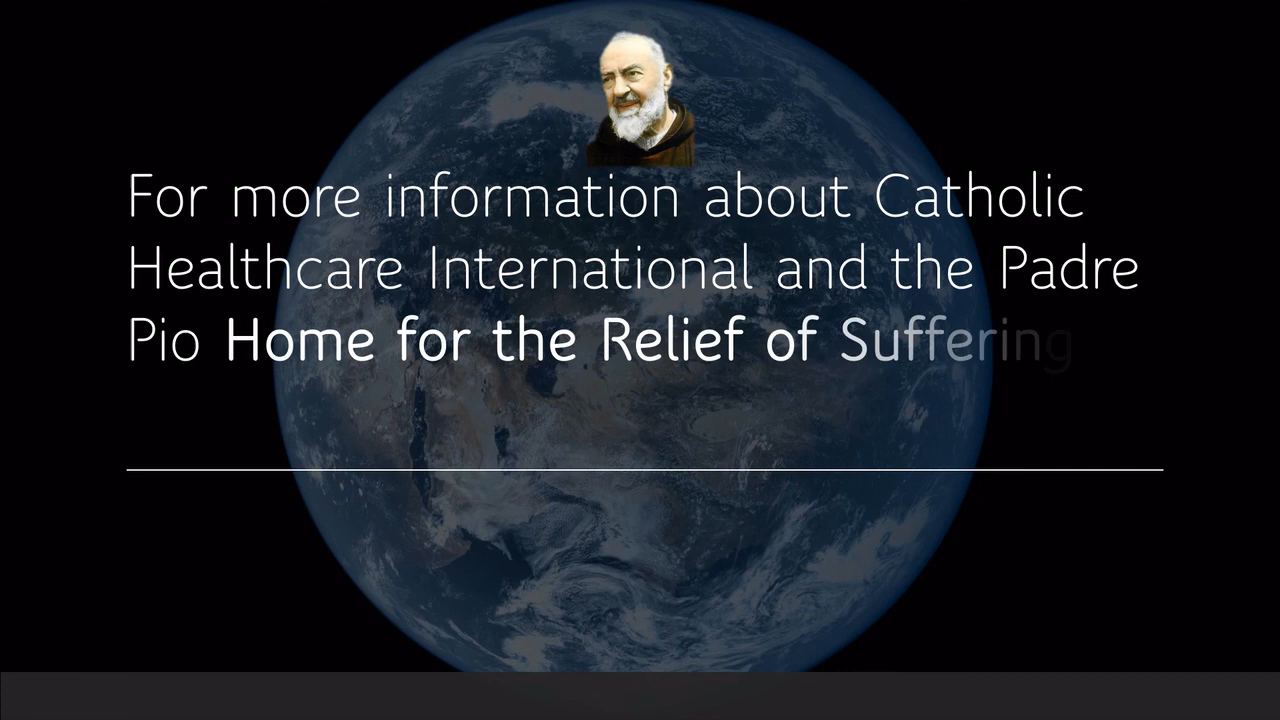 For more information about Catholic
Healthcare International and the Padre
Pio Home for the Relief of Suffering